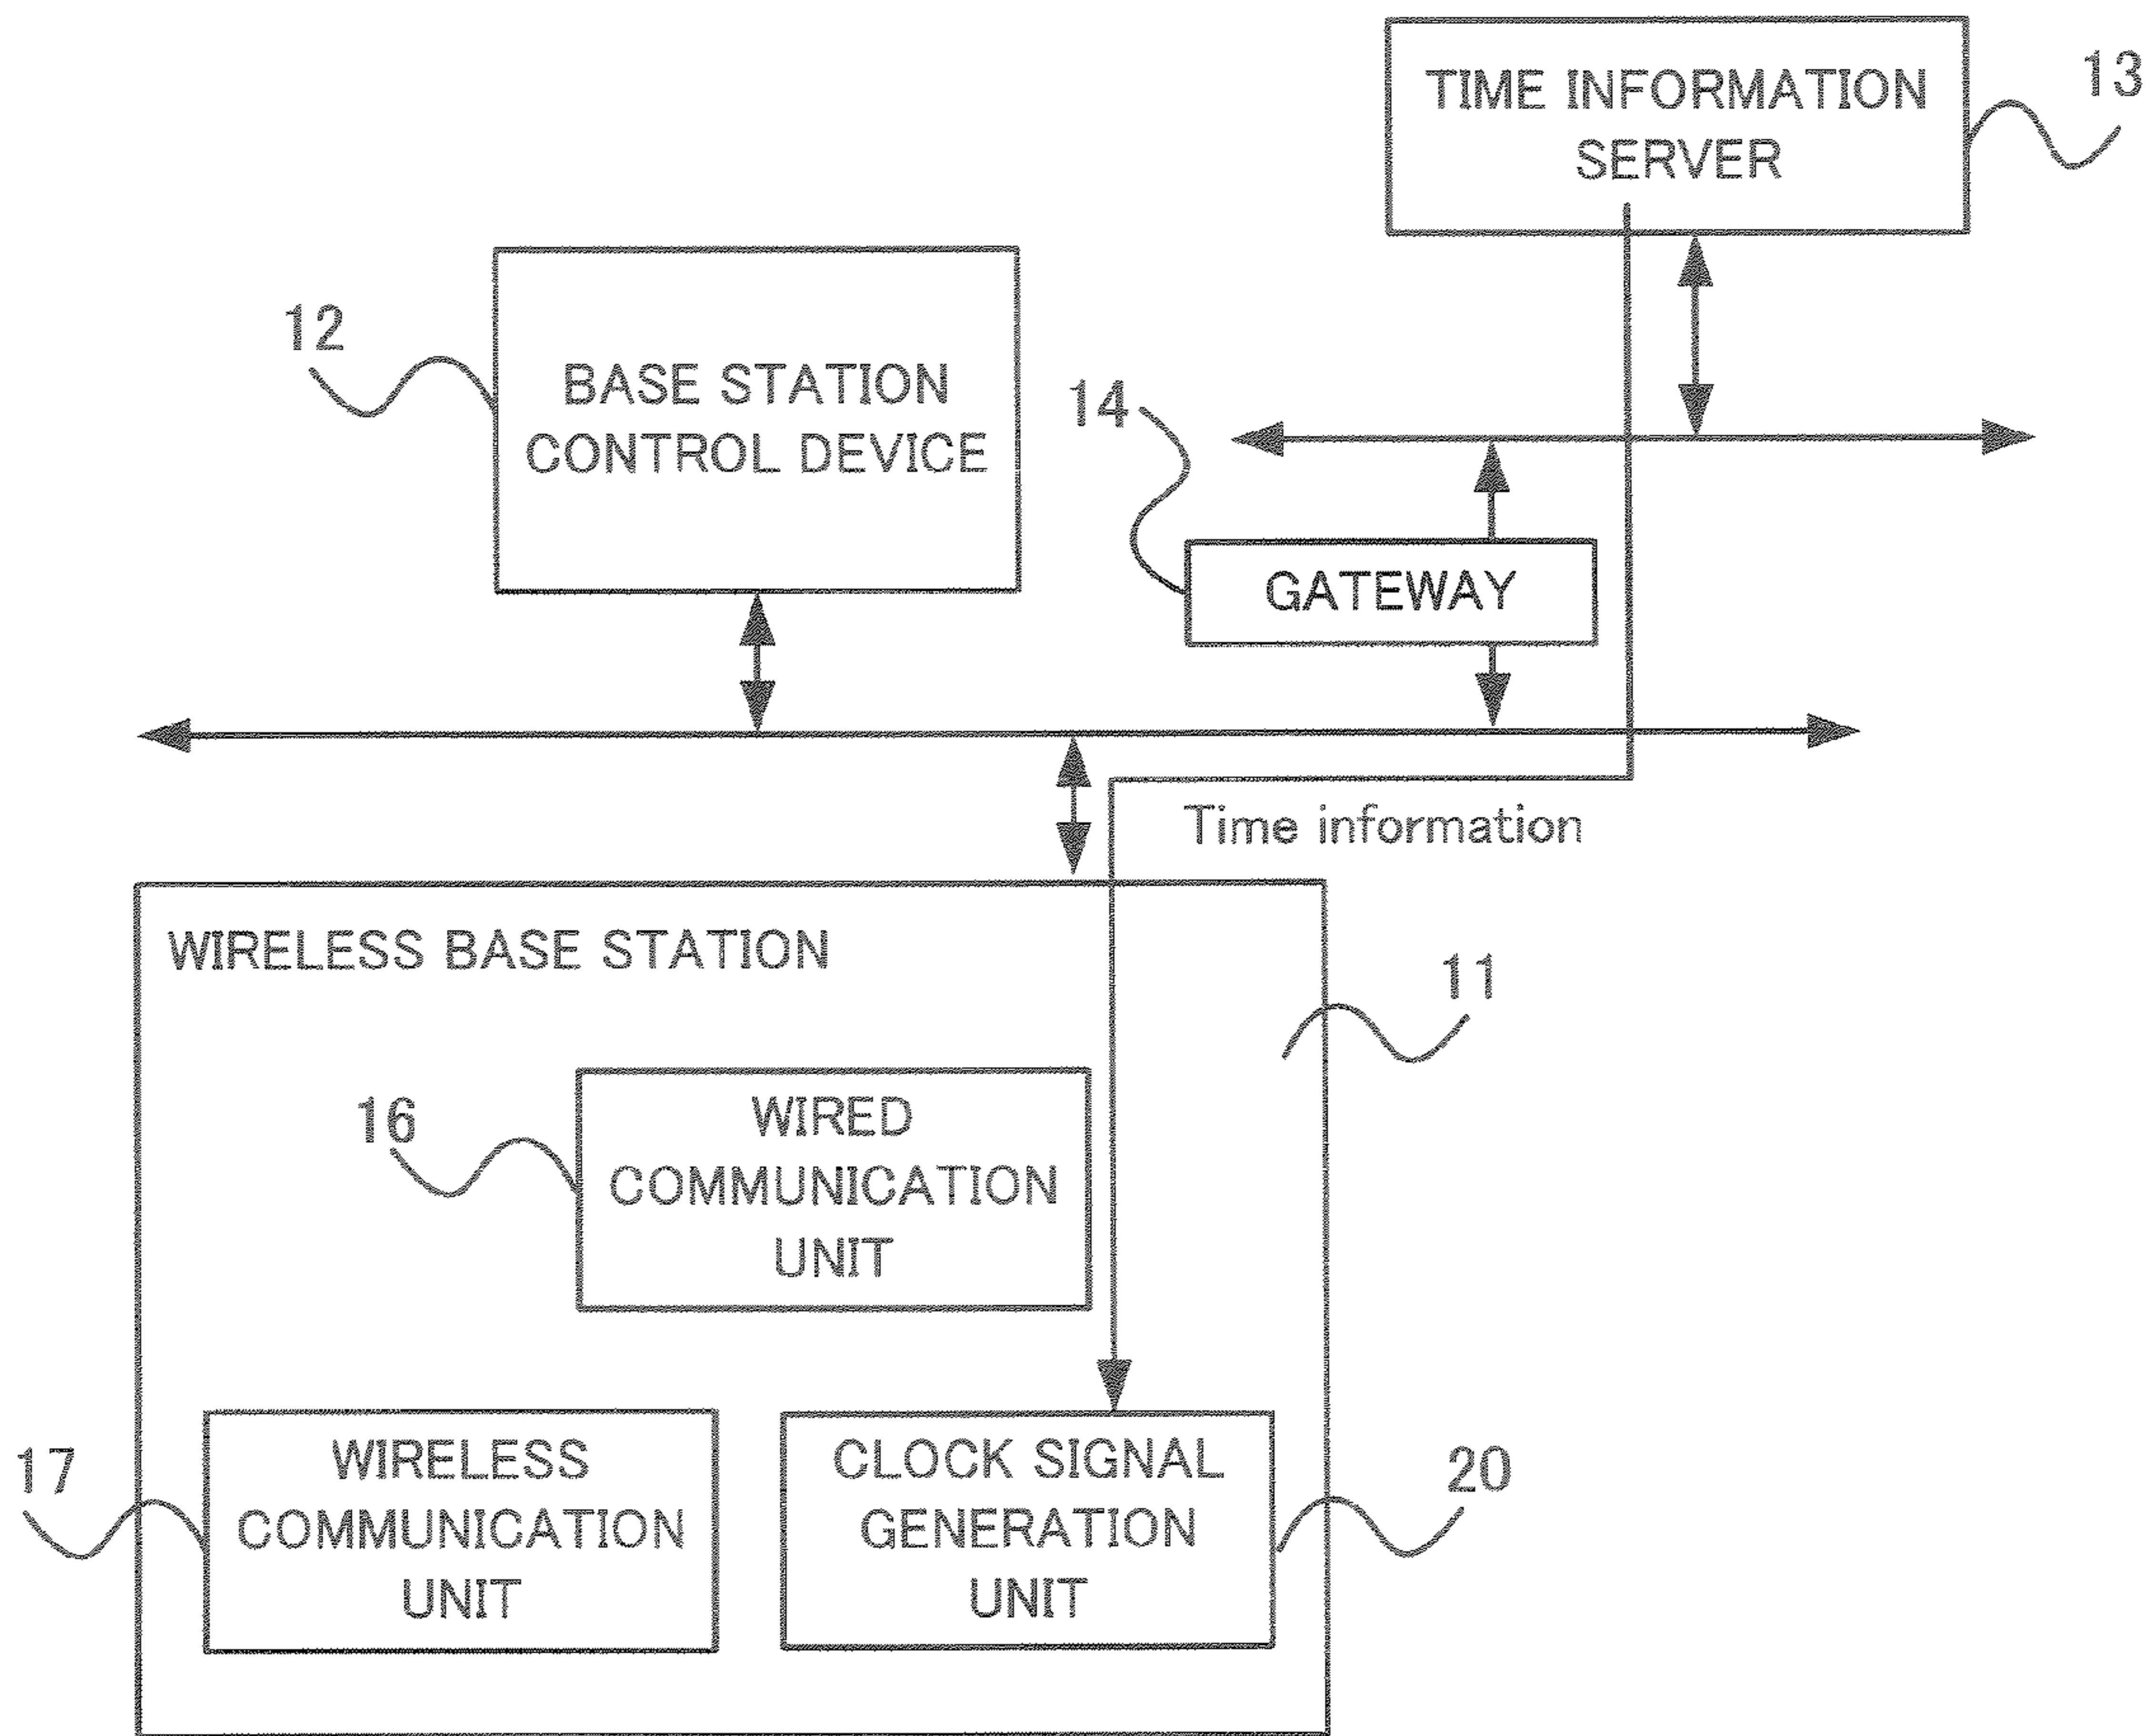 TIME INFORMATION
SERVER
13
12
BASE STATION
CONTROL DEVICE
14
GATEWAY
Time information
WIRELESS BASE STATION
11
16
WIRED
COMMUNICATION
UNIT
17
WIRELESS
COMMUNICATION
UNIT
CLOCK SIGNAL
GENERATION
UNIT
20